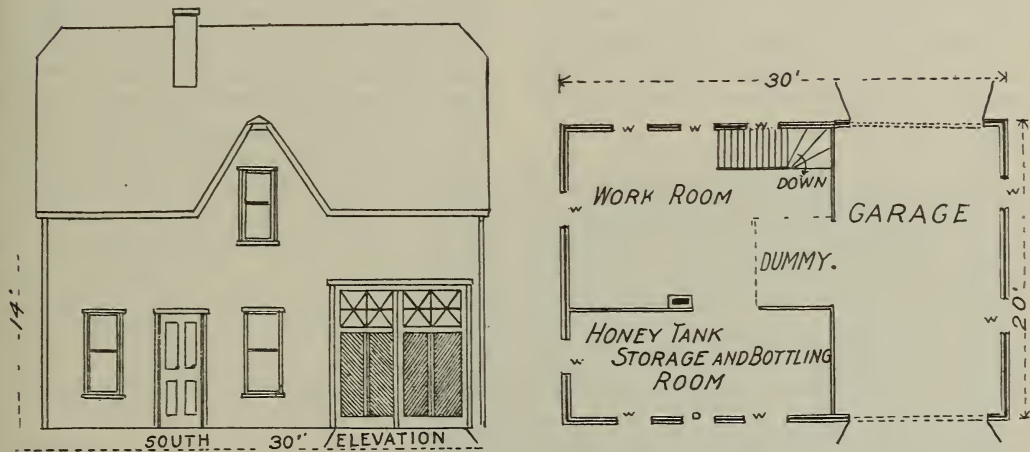 14'
SOUTH 30" ELEVATION
30'
W W W
DOWN
W WORK ROOM
GARAGE
W
DUMMY.
20'
W
HONEY TANK
W STORAGE AND BOTTLING
ROOM
W D W